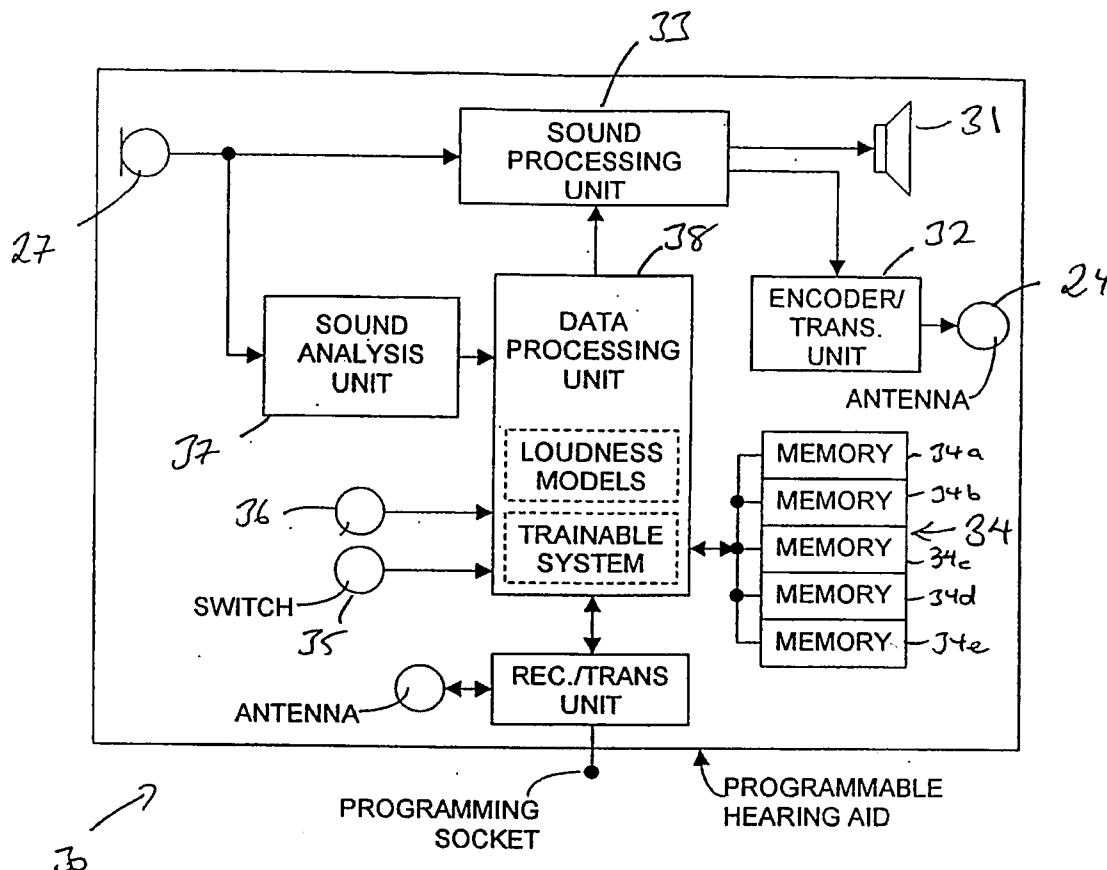 33
SOUND
PROCESSING
UNIT
31
27
38
32
24
SOUND
ANALYSIS
UNIT
DATA
PROCESSING
UNIT
ENCODER/
TRANS.
UNIT
ANTENNA
37
LOUDNESS
MODELS
MEMORY 34a
MEMORY 34b
34
36
TRAINABLE
SYSTEM
MEMORY 34c
SWITCH
35
MEMORY 34d
MEMORY 34e
ANTENNA
REC./TRANS
UNIT
PROGRAMMING
SOCKET
PROGRAMMABLE
HEARING AID
30